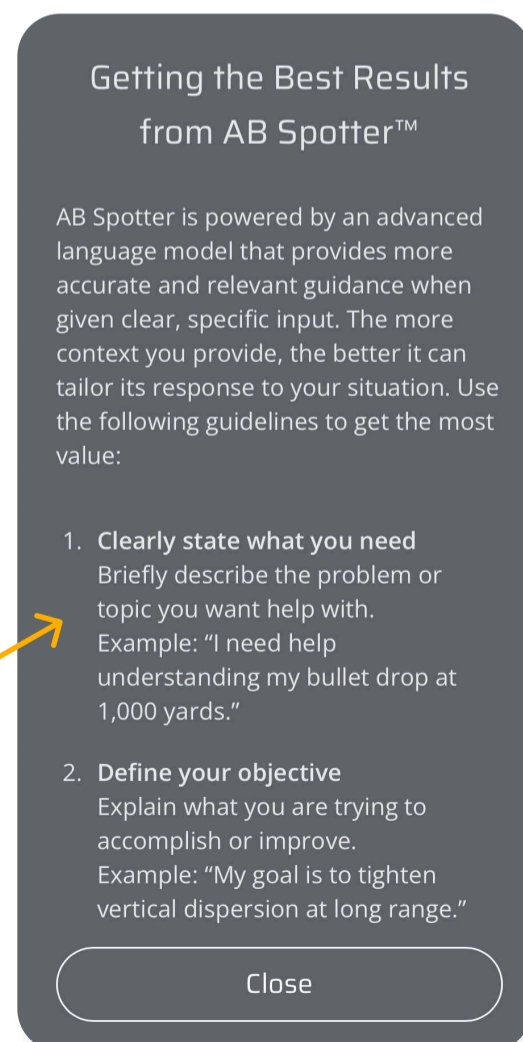 Getting the Best Results
from AB Spotter™
AB Spotter is powered by an advanced
language model that provides more
accurate and relevant guidance when
given clear, specific input. The more
context you provide, the better it can
tailor its response to your situation. Use
the following guidelines to get the most
value:
1. Clearly state what you need
Briefly describe the problem or
topic you want help with.
Example: “I need help
understanding my bullet drop at
1,000 yards.”
2. Define your objective
Explain what you are trying to
accomplish or improve.
Example: “My goal is to tighten
vertical dispersion at long range.”
Close